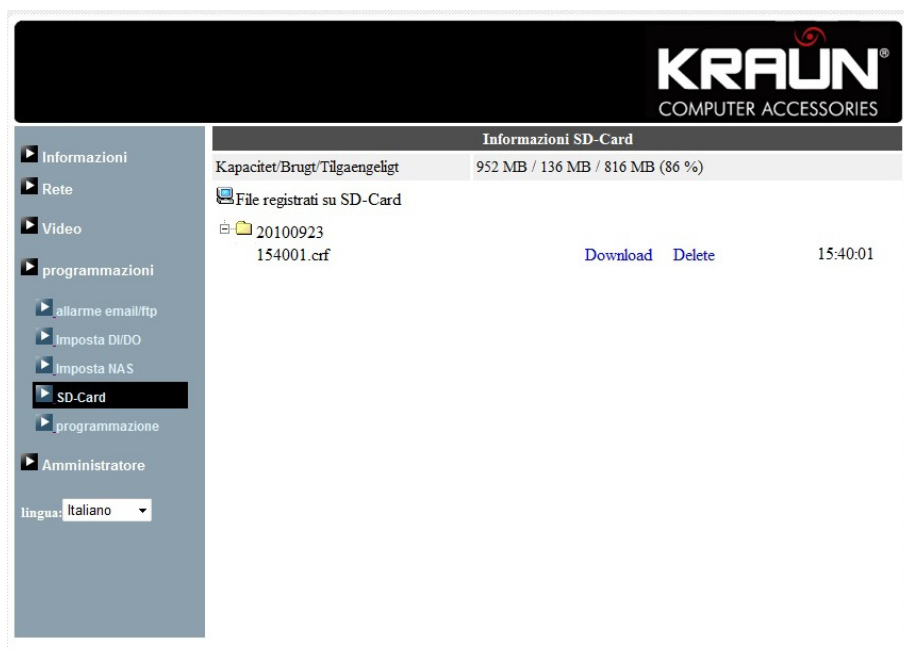 KRAUN®
COMPUTER ACCESSORIES
Informazioni
Rete
Video
programmazioni
allarme email/ftp
Imposta DI/DO
Imposta NAS
SD-Card
programmazione
Amministratore
lingua: Italiano
Informazioni SD-Card
Kapacitet/Brugt/Tilgaengeligt 952 MB / 136 MB / 816 MB (86 %)
File registrati su SD-Card
20100923
154001.crf Download Delete 15:40:01